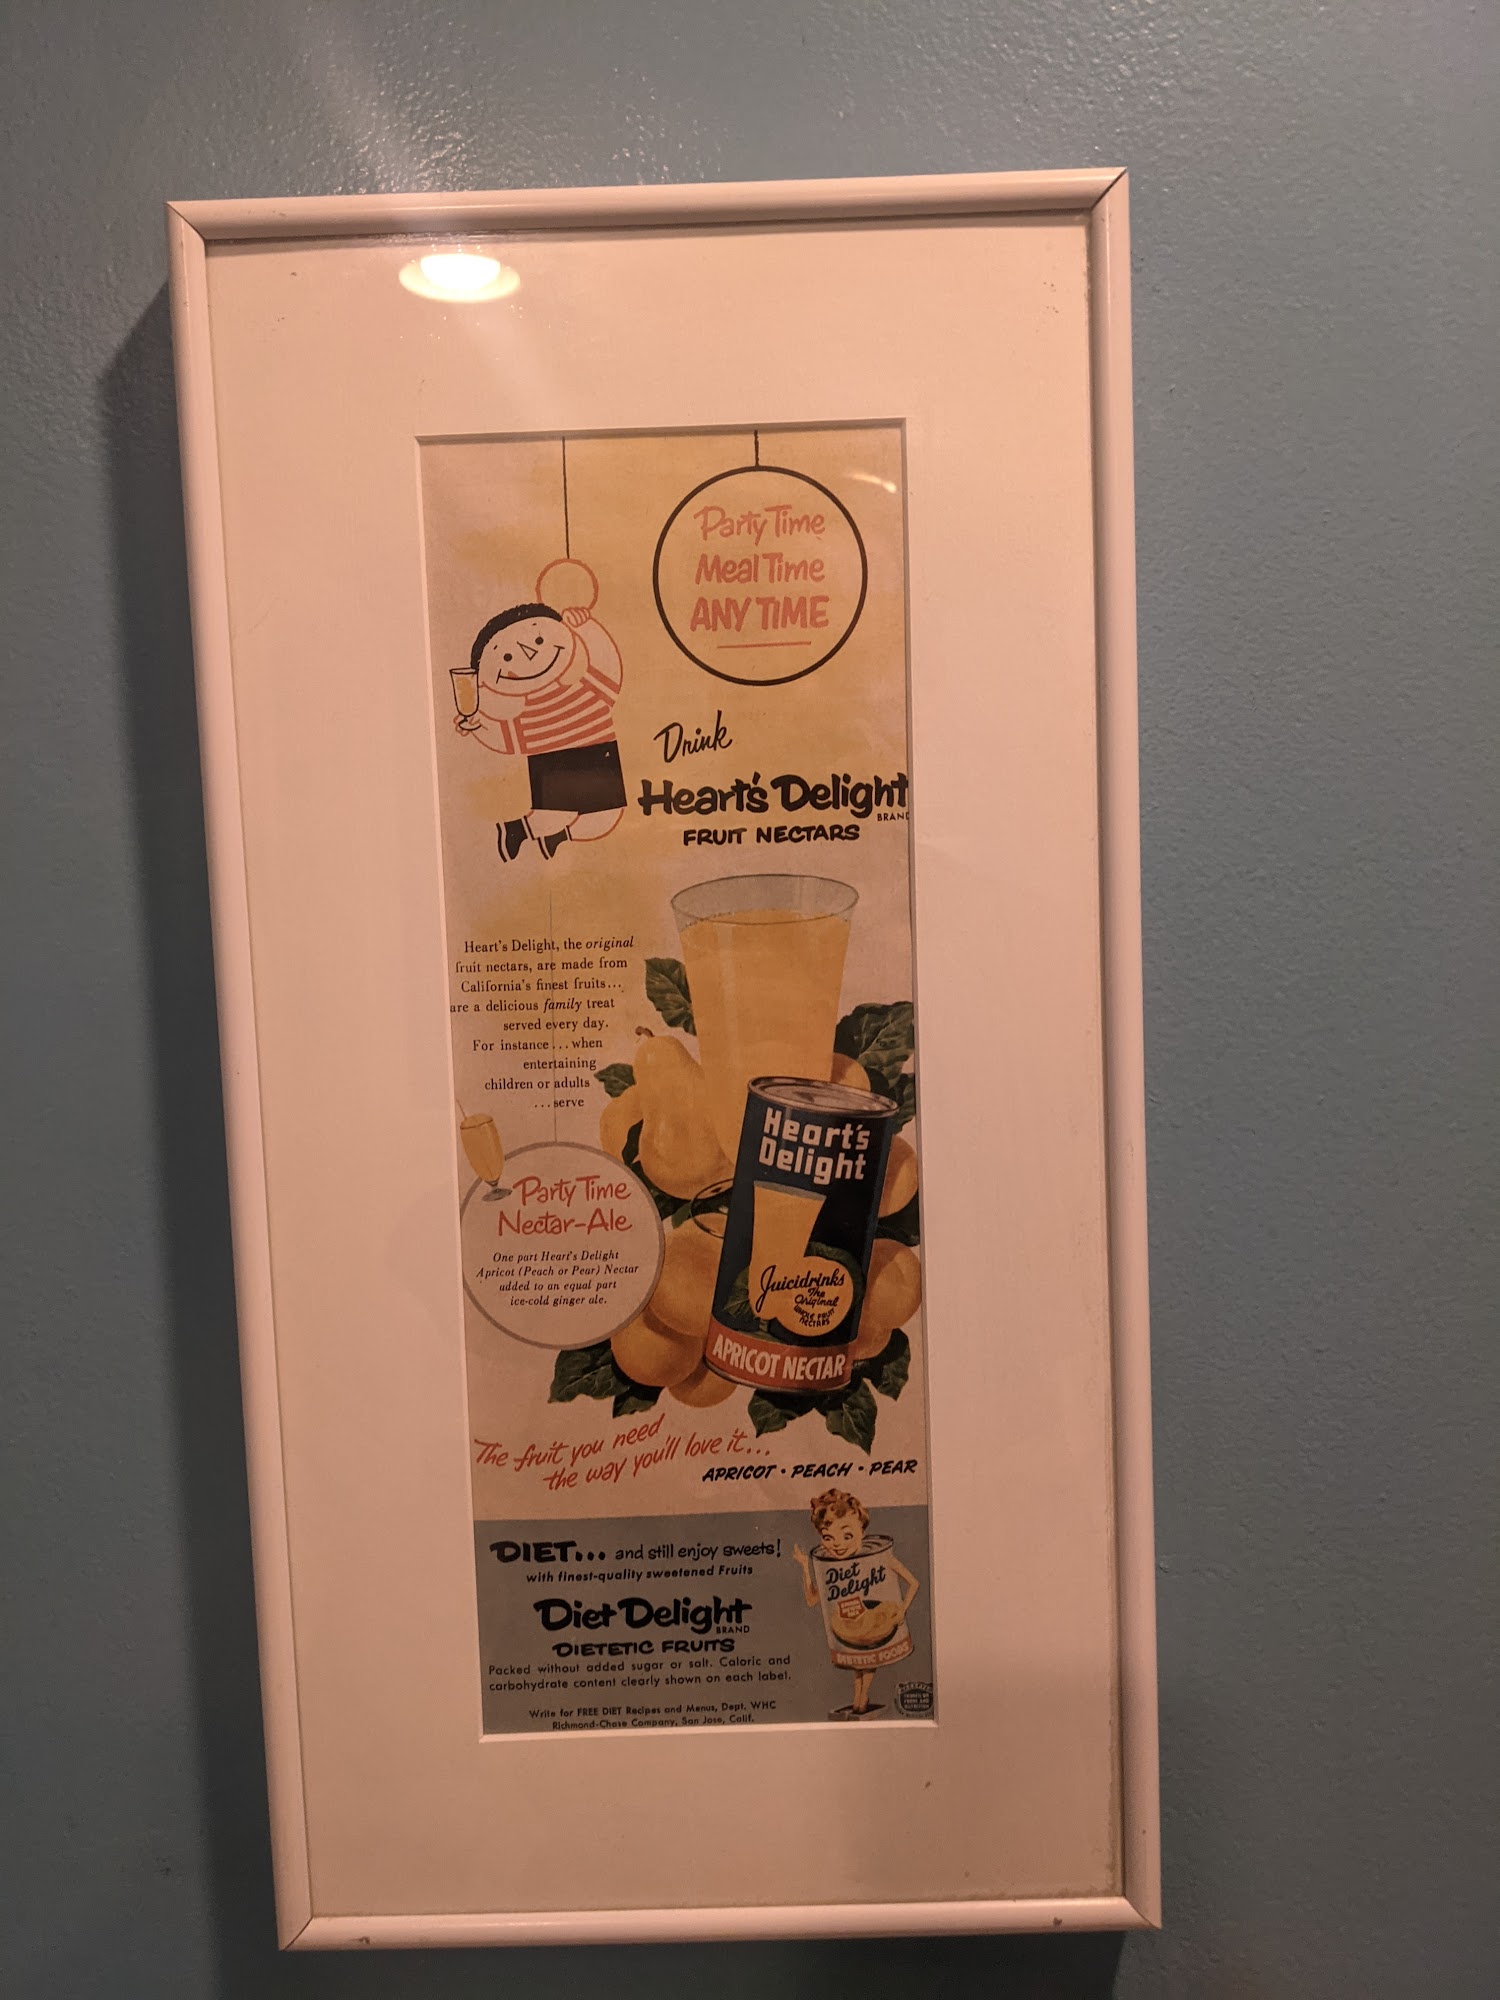 Party Time
Meal Time
ANY TIME
Drink
Heart's Delight
BRAND
FRUIT NECTARS
Heart's Delight, the original
fruit nectars, are made from
California's finest fruits...
are a delicious family treat
served every day.
For instance...when
entertaining
children or adults
...serve
Party Time
Nectar-Ale
One part Heart's Delight
Apricot (Peach or Pear) Nectar
added to an equal part
ice-cold ginger ale.
Heart's
Delight
Juicidrinks
The
Original
WHOLE FRUIT
NECTARS
APRICOT NECTAR
The fruit you need
the way you'll love it...
APRICOT • PEACH • PEAR
DIET... and still enjoy sweets!
with finest-quality sweetened Fruits
Diet Delight
BRAND
DIETETIC FRUITS
Packed without added sugar or salt. Caloric and
carbohydrate content clearly shown on each label.
Write for FREE DIET Recipes and Menus, Dept. WHC
Richmond-Chase Company, San Jose, Calif.
Diet
Delight
DIETETIC FOODS